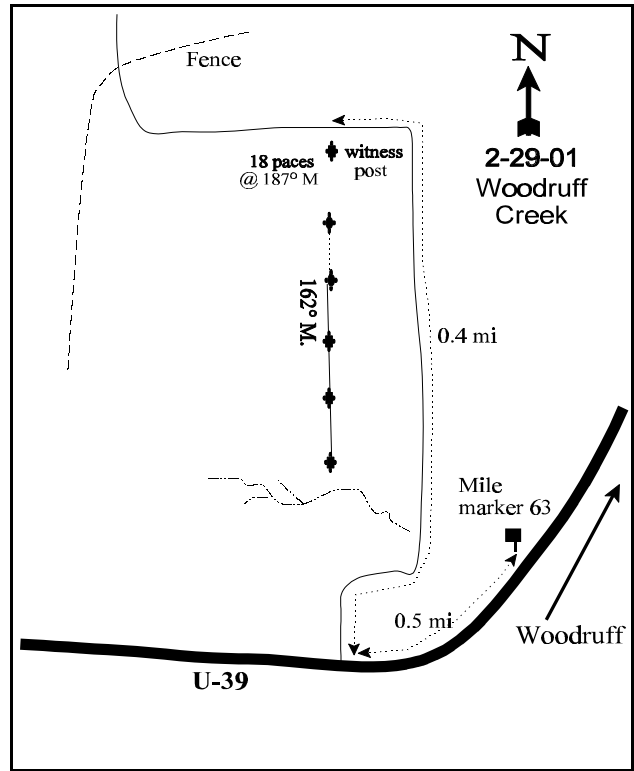 Fence
N
2-29-01
Woodruff
Creek
18 paces
@ 187° M
witness
post
162° M.
0.4 mi
Mile
marker 63
0.5 mi
Woodruff
U-39